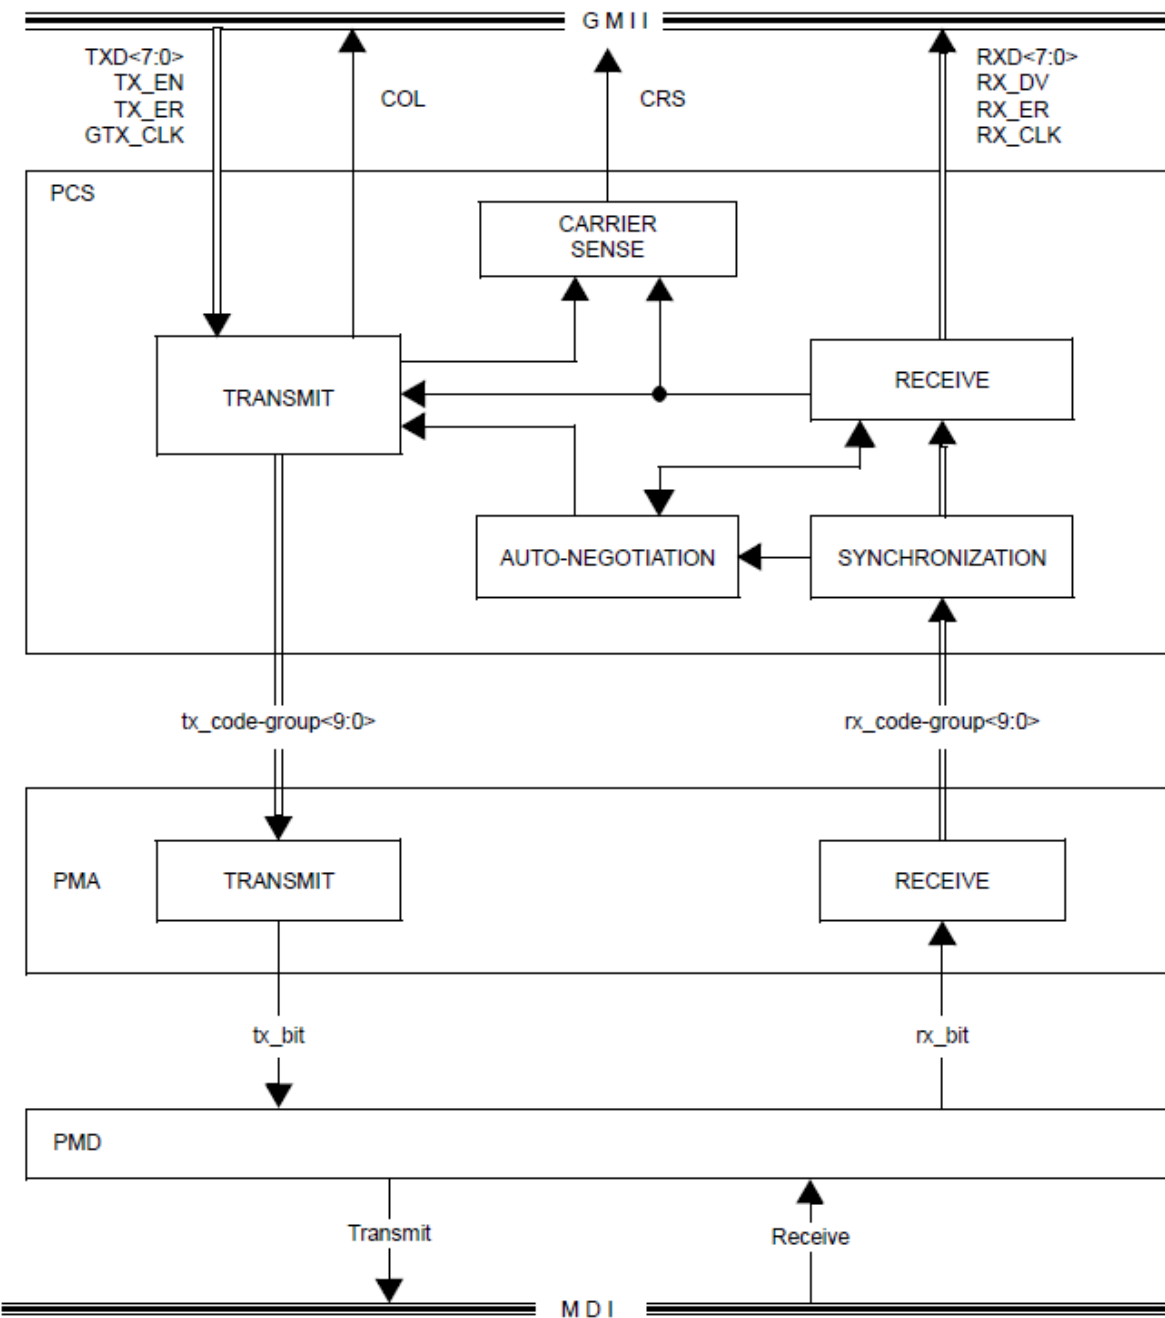 GMII
TXD<7:0>
TX_EN
TX_ER
GTX_CLK
COL
CRS
RXD<7:0>
RX_DV
RX_ER
RX_CLK
PCS
CARRIER
SENSE
TRANSMIT
RECEIVE
AUTO-NEGOTIATION
SYNCHRONIZATION
tx_code-group<9:0>
rx_code-group<9:0>
PMA
TRANSMIT
RECEIVE
tx_bit
rx_bit
PMD
Transmit
Receive
MDI